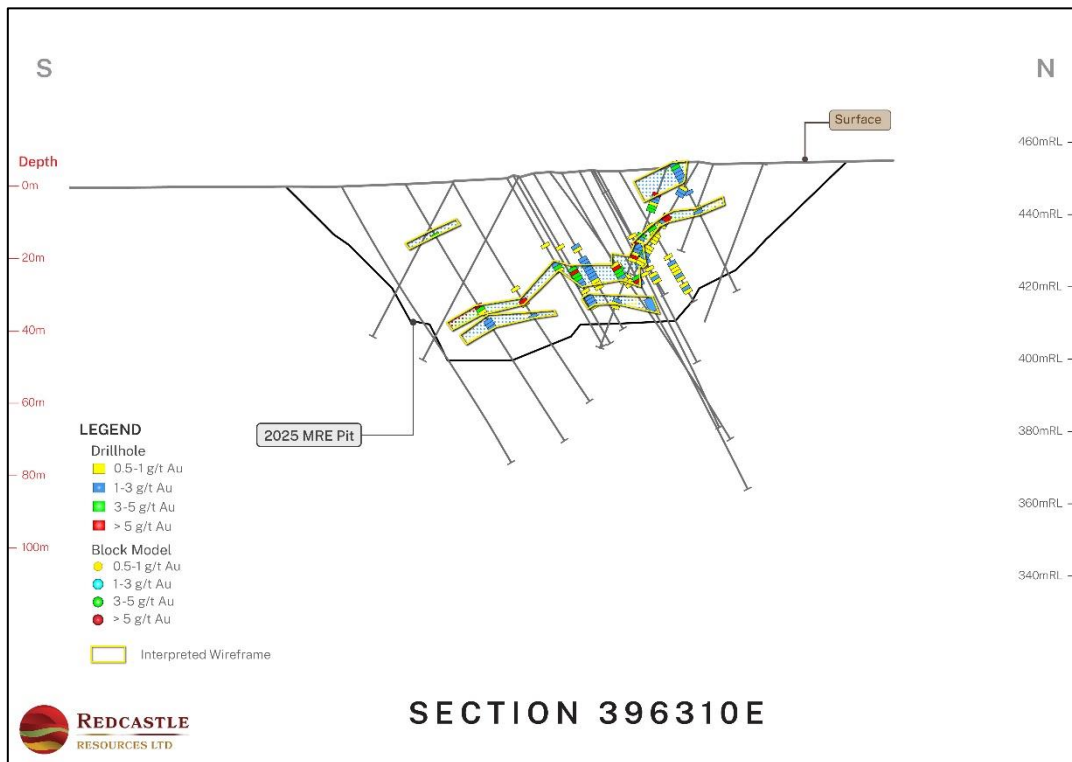 S
N
Surface
460mRL
Depth
0m
440mRL
20m
420mRL
40m
400mRL
60m
2025 MRE Pit
380mRL
LEGEND
Drillhole
0.5-1 g/t Au
80m
1-3 g/t Au
3-5 g/t Au
360mRL
> 5 g/t Au
100m
Block Model
0.5-1 g/t Au
1-3 g/t Au
340mRL
3-5 g/t Au
> 5 g/t Au
Interpreted Wireframe
REDCASTLE
RESOURCES LTD
SECTION 396310E